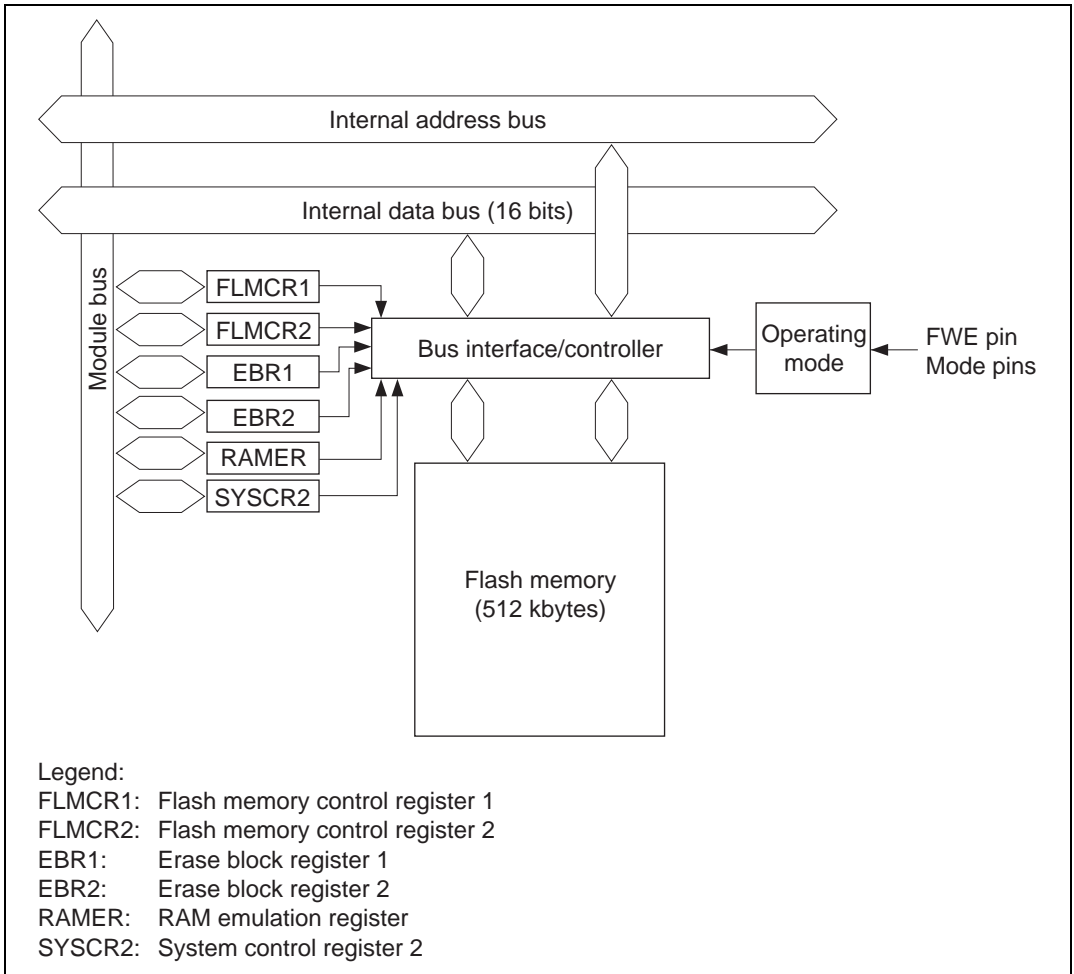 Internal address bus
Internal data bus (16 bits)
Module bus
FLMCR1
FLMCR2
EBR1
EBR2
RAMER
SYSCR2
Bus interface/controller
Operating
mode
FWE pin
Mode pins
Flash memory
(512 kbytes)
Legend:
FLMCR1: Flash memory control register 1
FLMCR2: Flash memory control register 2
EBR1: Erase block register 1
EBR2: Erase block register 2
RAMER: RAM emulation register
SYSCR2: System control register 2